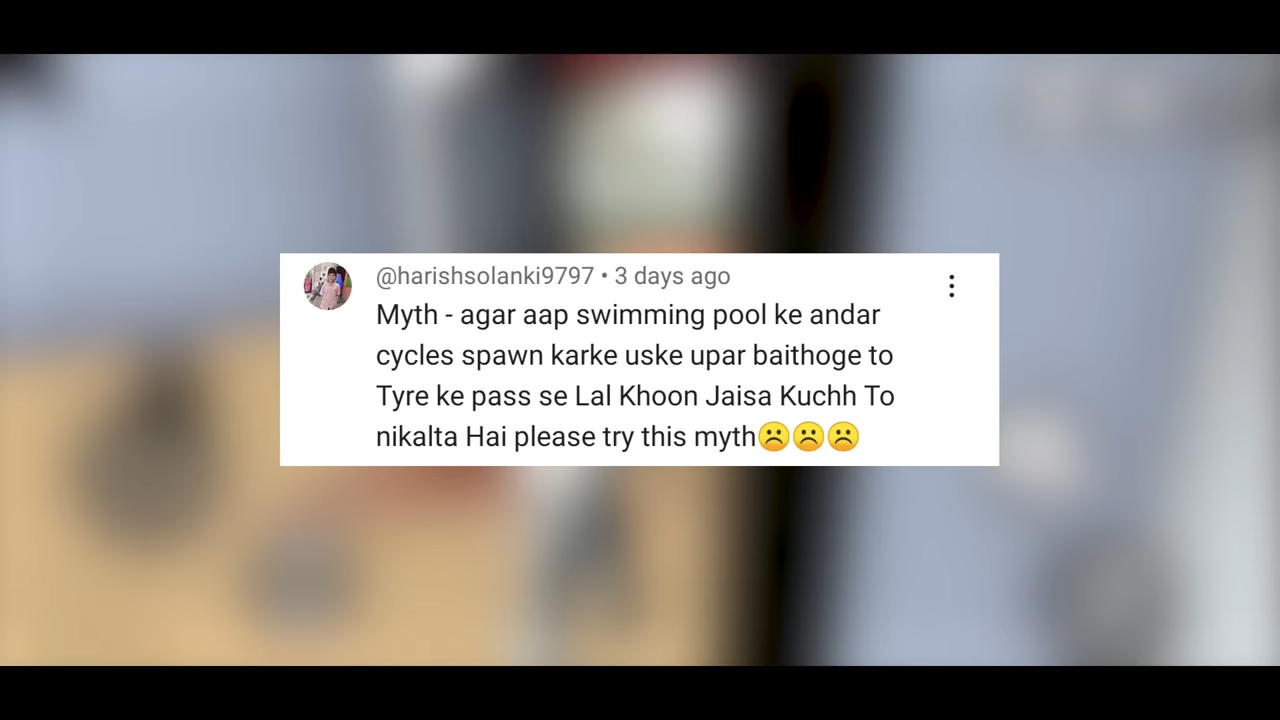 @harishsolanki9797 • 3 days ago
Myth - agar aap swimming pool ke andar
cycles spawn karke uske upar baithoge to
Tyre ke pass se Lal Khoon Jaisa Kuchh To
nikalta Hai please try this myth☹️☹️☹️